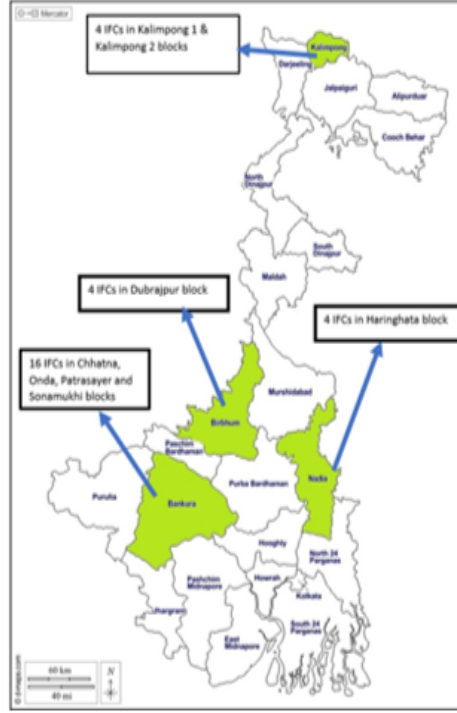 Mercator
4 IFCs in Kalimpong 1 &
Kalimpong 2 blocks
Kalimpong
Darjeeling
Jalpaiguri
Alipurduar
Cooch Behar
North
Dinajpur
South
Dinajpur
Maldah
4 IFCs in Dubrajpur block
4 IFCs in Haringhata block
16 IFCs in Chhatna,
Onda, Patrasayer and
Sonamukhi blocks
Murshidabad
Birbhum
Paschim
Bardhaman
Nadia
Purulia
Bankura
Purba Bardhaman
Hooghly
North 24
Parganas
Pashchim
Midnapore
Howrah
Kolkata
Jhargram
South 24
Parganas
East
Midnapore
60 km
40 mi
N
© d-maps.com